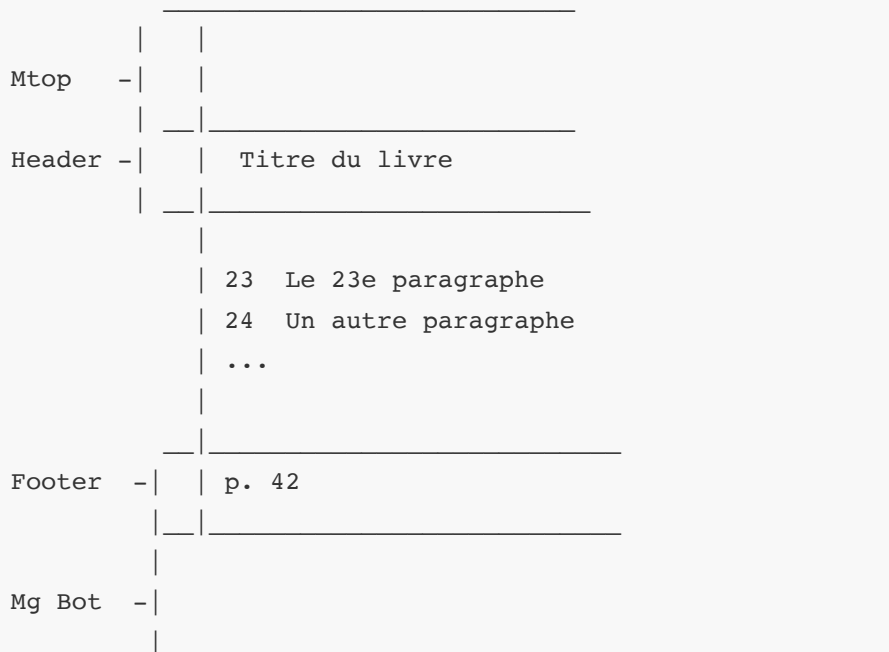 Mtop
Header Titre du livre
23 Le 23e paragraphe
24 Un autre paragraphe
...
Footer p. 42
Mg Bot